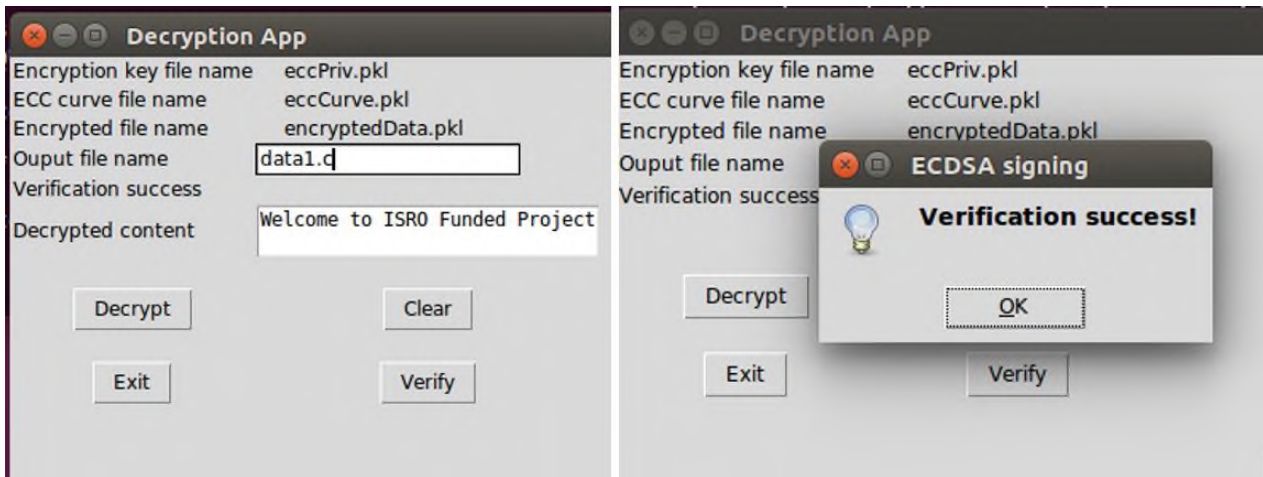 Decryption App
Encryption key file name eccPriv.pkl
ECC curve file name eccCurve.pkl
Encrypted file name encryptedData.pkl
Ouput file name data1.c
Verification success
Decrypted content Welcome to ISRO Funded Project
Decrypt Clear
Exit Verify
Decryption App
Encryption key file name eccPriv.pkl
ECC curve file name eccCurve.pkl
Encrypted file name encryptedData.pkl
Ouput file name
Verification success
ECDSA signing
Verification success!
OK
Decrypt
Exit Verify